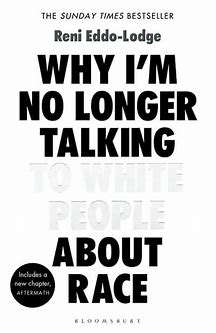 THE SUNDAY TIMES BESTSELLER
Reni Eddo-Lodge
WHY I'M
NO LONGER
TALKING
TO WHITE
PEOPLE
ABOUT
RACE
Includes a
new chapter,
AFTERMATH
BLOOMSBURY